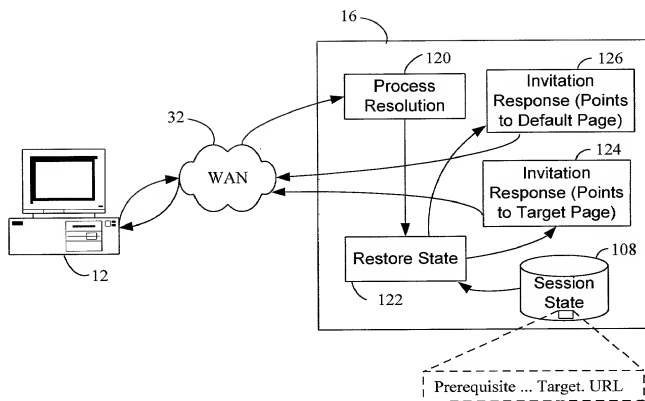 16
120
Process
Resolution
126
Invitation
Response (Points
to Default Page)
32
WAN
124
Invitation
Response (Points
to Target Page)
12
Restore State
122
108
Session
State
Prerequisite ... Target. URL